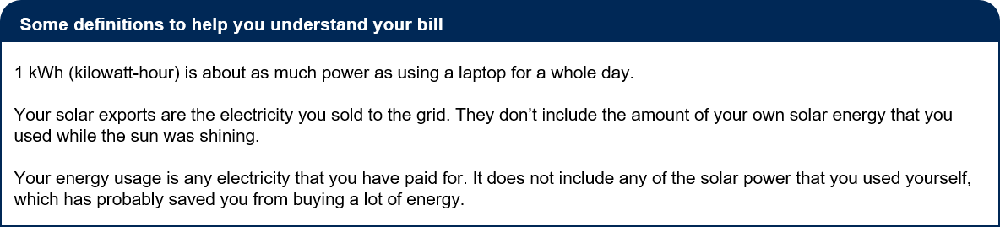 Some definitions to help you understand your bill
1 kWh (kilowatt-hour) is about as much power as using a laptop for a whole day.
Your solar exports are the electricity you sold to the grid. They don’t include the amount of your own solar energy that you
used while the sun was shining.
Your energy usage is any electricity that you have paid for. It does not include any of the solar power that you used yourself,
which has probably saved you from buying a lot of energy.